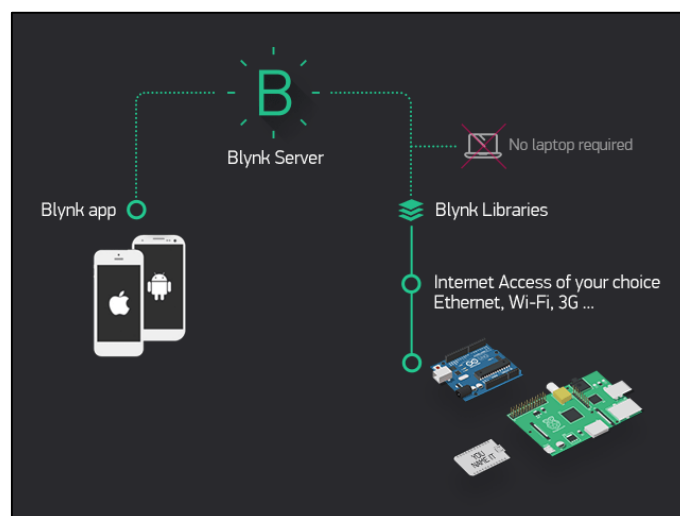 B
Blynk Server
No laptop required
Blynk app
Blynk Libraries
Internet Access of your choice
Ethernet, Wi-Fi, 3G ...
YOU
NAME IT